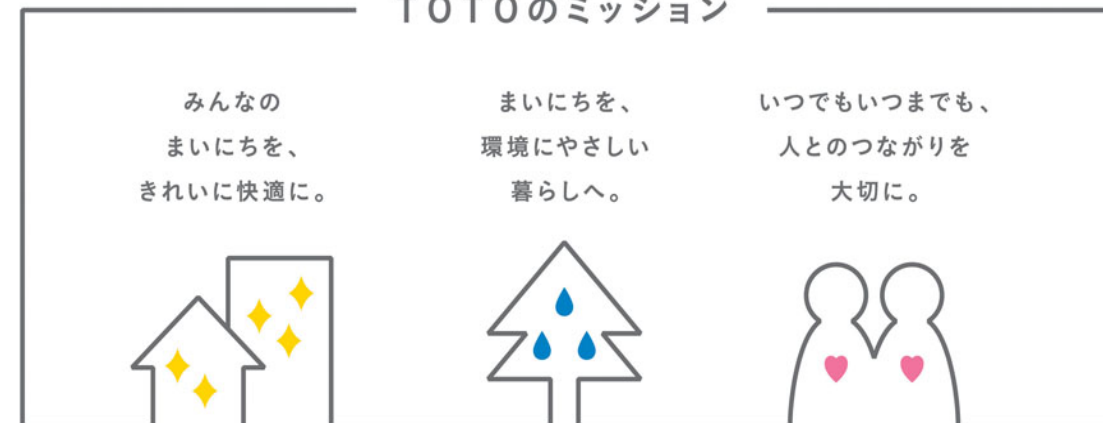 TOTOのミッション
みんなの
まいにちを、
きれいに快適に。
まいにちを、
環境にやさしい
暮らしへ。
いつでもいつまでも、
人とのつながりを
大切に。